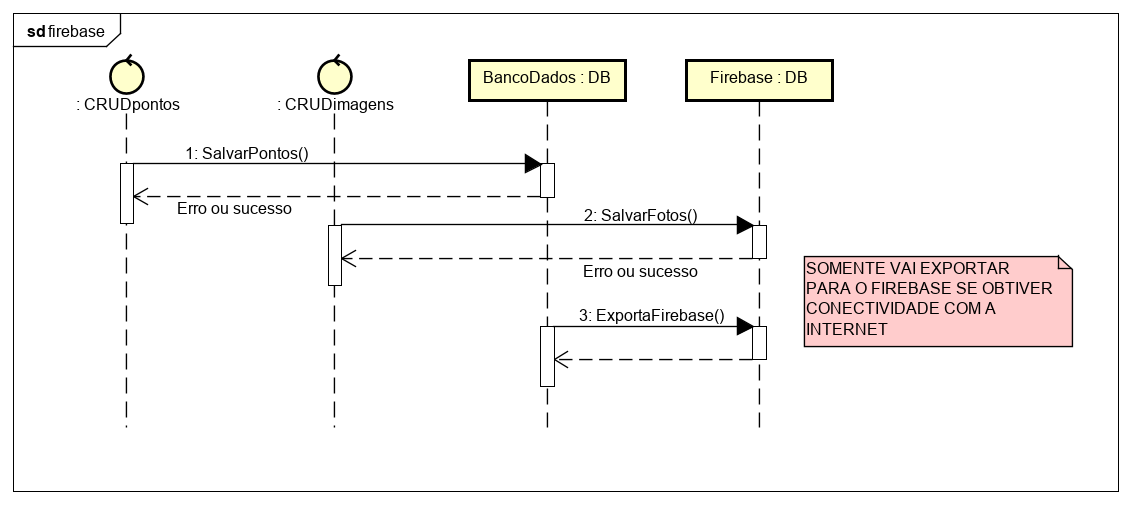 sd firebase
: CRUDpontos
: CRUDimagens
BancoDados : DB
Firebase : DB
1: SalvarPontos()
Erro ou sucesso
2: SalvarFotos()
Erro ou sucesso
SOMENTE VAI EXPORTAR
PARA O FIREBASE SE OBTIVER
CONECTIVIDADE COM A
INTERNET
3: ExportaFirebase()